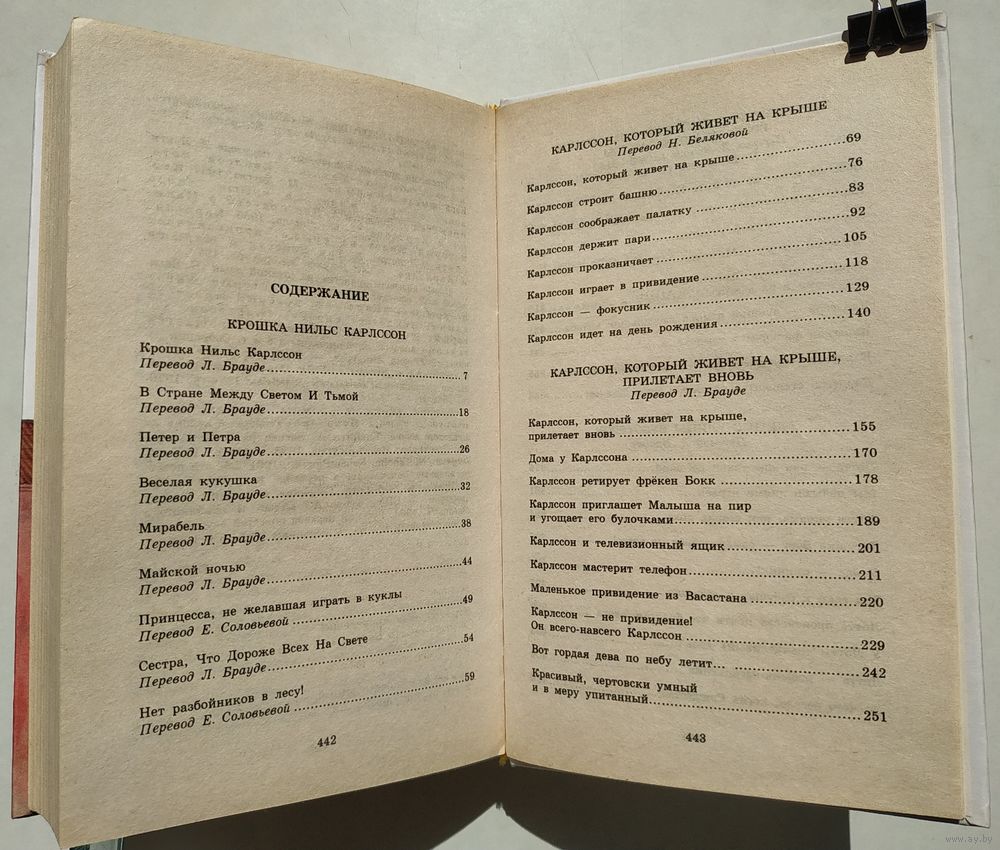 СОДЕРЖАНИЕ
КРОШКА НИЛЬС КАРЛССОН
Крошка Нильс Карлссон
Перевод Л. Брауде 7
В Стране Между Светом И Тьмой
Перевод Л. Брауде 18
Петер и Петра
Перевод Л. Брауде 26
Веселая кукушка
Перевод Л. Брауде 32
Мирабель
Перевод Л. Брауде 38
Майской ночью
Перевод Л. Брауде 44
Принцесса, не желавшая играть в куклы
Перевод Е. Соловьевой 49
Сестра, Что Дороже Всех На Свете
Перевод Л. Брауде 54
Нет разбойников в лесу!
Перевод Е. Соловьевой 59
442
КАРЛССОН, КОТОРЫЙ ЖИВЕТ НА КРЫШЕ
Перевод Н. Беляковой
Карлссон, который живет на крыше 69
Карлссон строит башню 76
Карлссон соображает палатку 83
Карлссон держит пари 92
Карлссон проказничает 105
Карлссон играет в привидение 118
Карлссон — фокусник 129
Карлссон идет на день рождения 140
КАРЛССОН, КОТОРЫЙ ЖИВЕТ НА КРЫШЕ,
ПРИЛЕТАЕТ ВНОВЬ
Перевод Л. Брауде
Карлссон, который живет на крыше,
прилетает вновь 155
Дома у Карлссона 170
Карлссон ретирует фрёкен Бокк 178
Карлссон приглашет Малыша на пир
и угощает его булочками 189
Карлссон и телевизионный ящик 201
Карлссон мастерит телефон 211
Маленькое привидение из Васастана 220
Карлссон — не привидение!
Он всего-навсего Карлссон 229
Вот гордая дева по небу летит... 242
Красивый, чертовски умный
и в меру упитанный 251
443
www.ay.by